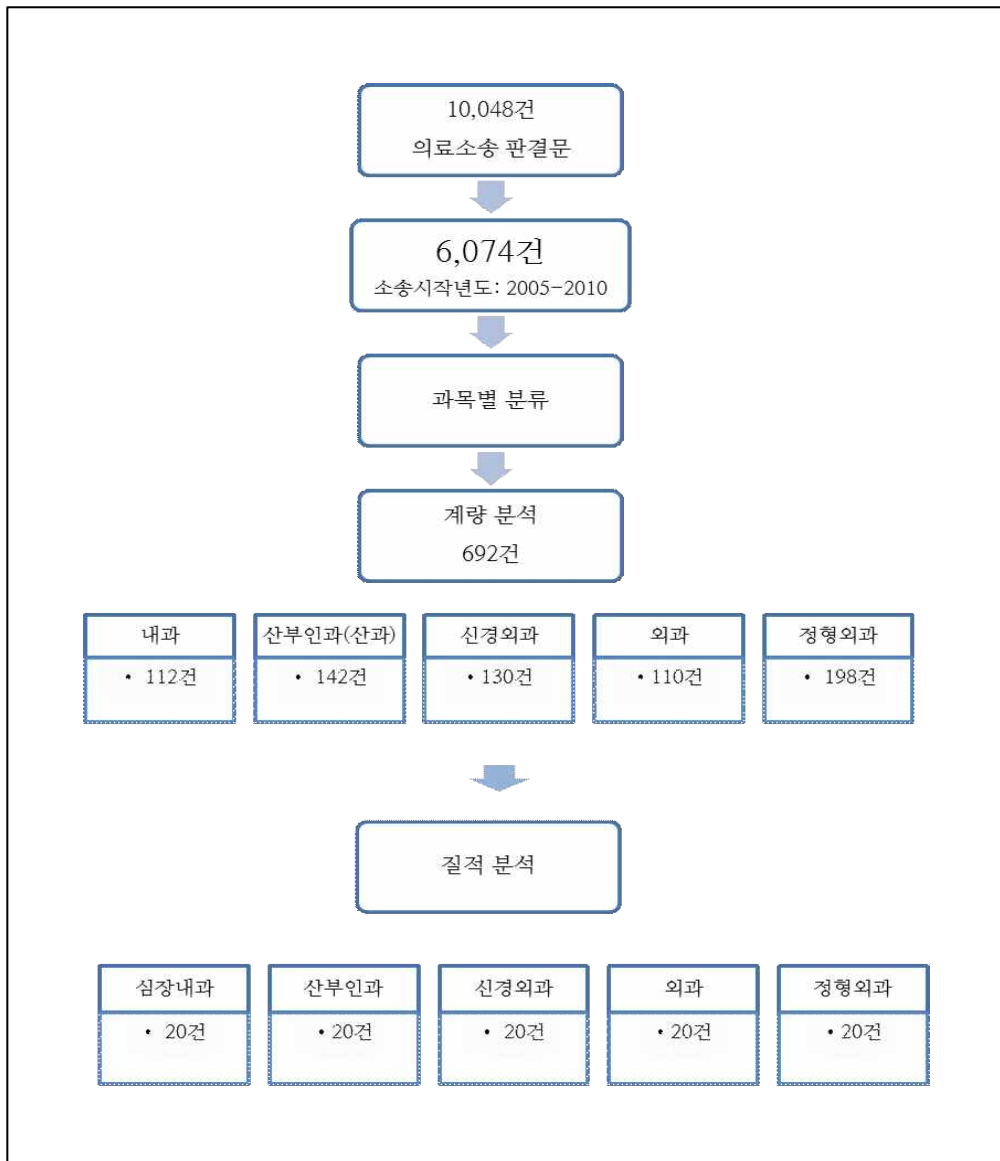 10,048건
의료소송 판결문
6,074건
소송시작년도: 2005-2010
과목별 분류
계량 분석
692건
내과
산부인과(산과)
신경외과
외과
정형외과
• 112건
• 142건
• 130건
• 110건
• 198건
질적 분석
심장내과
산부인과
신경외과
외과
정형외과
• 20건
• 20건
• 20건
• 20건
• 20건